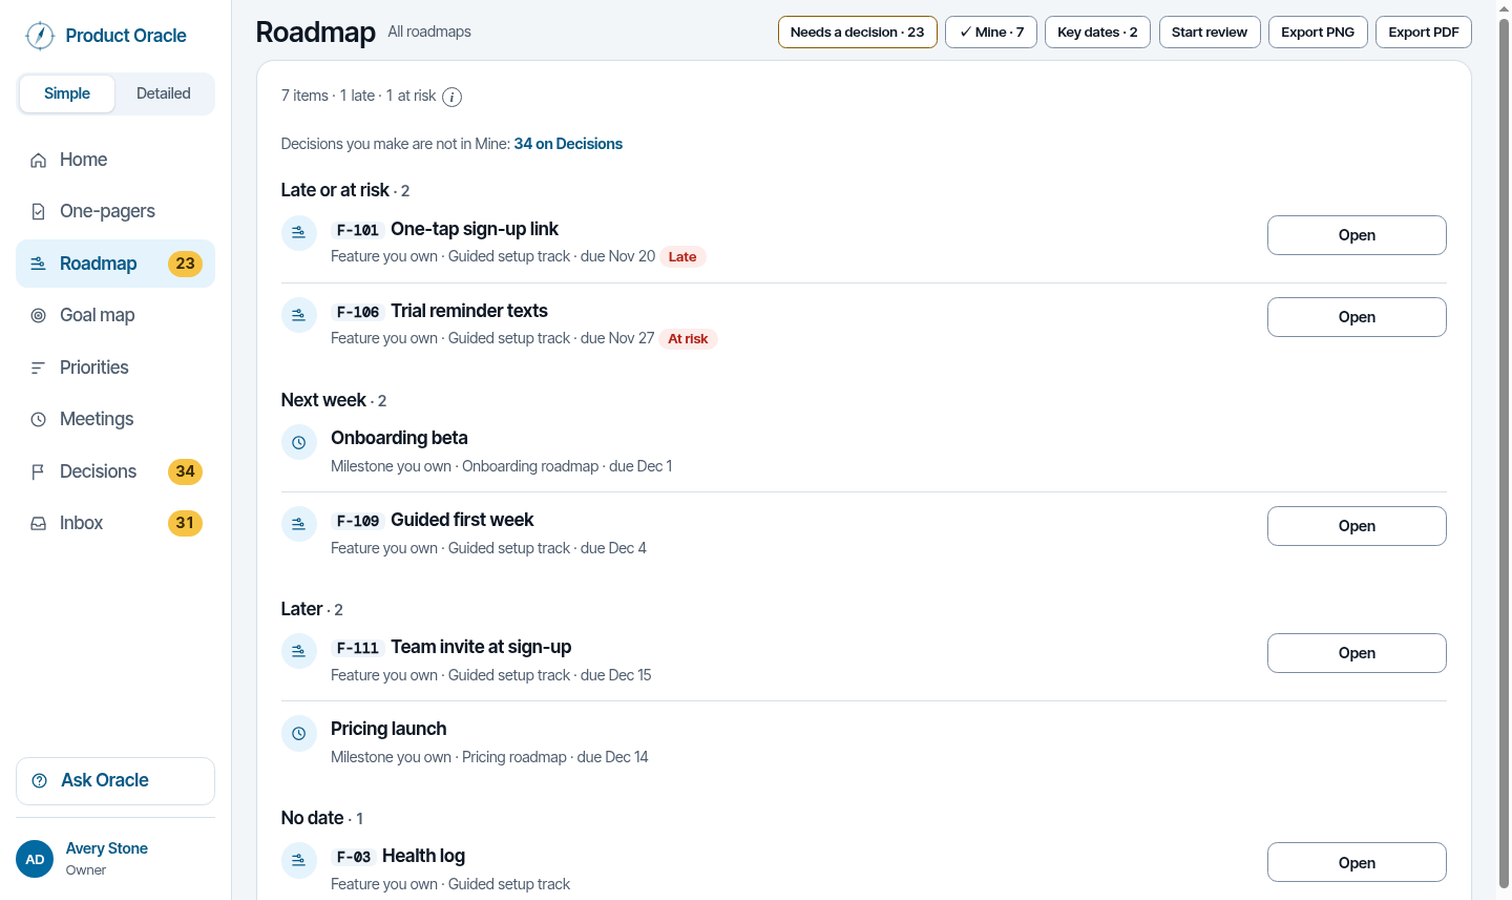 Product Oracle
Simple
Detailed
Home
One-pagers
Roadmap 23
Goal map
Priorities
Meetings
Decisions 34
Inbox 31
Ask Oracle
AD
Avery Stone
Owner
Roadmap All roadmaps
Needs a decision · 23
✓ Mine · 7
Key dates · 2
Start review
Export PNG
Export PDF
7 items · 1 late · 1 at risk i
Decisions you make are not in Mine: 34 on Decisions
Late or at risk · 2
F-101 One-tap sign-up link
Feature you own · Guided setup track · due Nov 20 Late
Open
F-106 Trial reminder texts
Feature you own · Guided setup track · due Nov 27 At risk
Open
Next week · 2
Onboarding beta
Milestone you own · Onboarding roadmap · due Dec 1
F-109 Guided first week
Feature you own · Guided setup track · due Dec 4
Open
Later · 2
F-111 Team invite at sign-up
Feature you own · Guided setup track · due Dec 15
Open
Pricing launch
Milestone you own · Pricing roadmap · due Dec 14
No date · 1
F-03 Health log
Feature you own · Guided setup track
Open